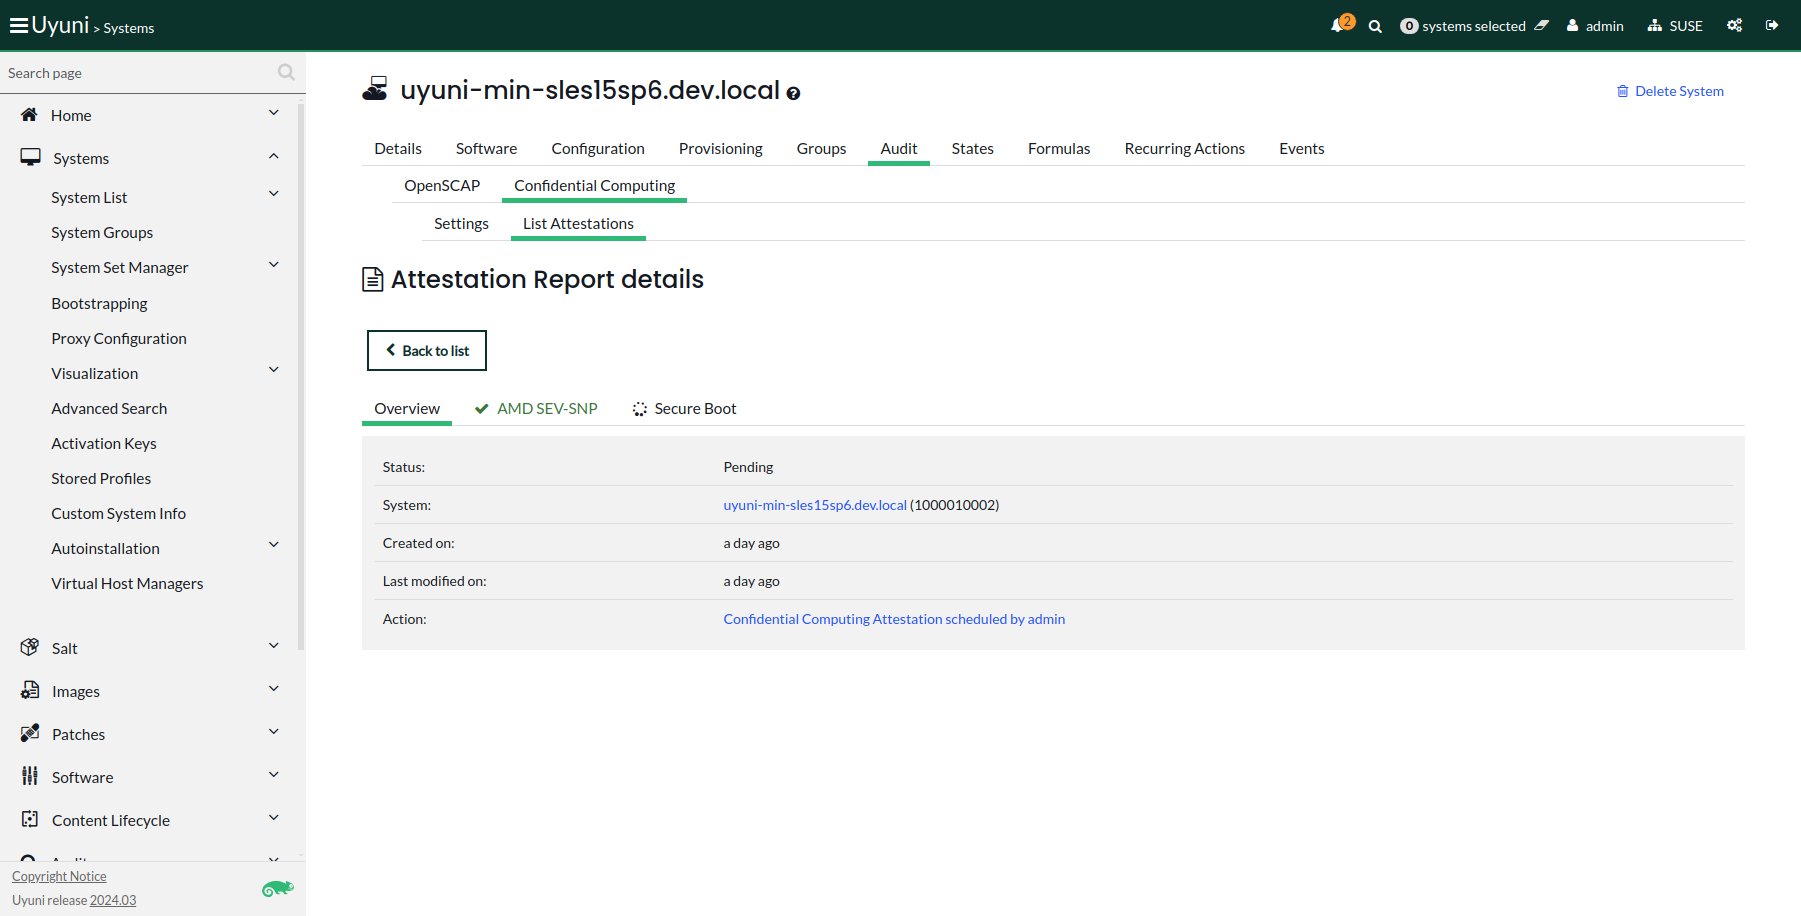 Uyuni > Systems
2
0 systems selected
admin
SUSE
Search page
Home
Systems
System List
System Groups
System Set Manager
Bootstrapping
Proxy Configuration
Visualization
Advanced Search
Activation Keys
Stored Profiles
Custom System Info
Autoinstallation
Virtual Host Managers
Salt
Images
Patches
Software
Content Lifecycle
Audit
Copyright Notice
Uyuni release 2024.03
uyuni-min-sles15sp6.dev.local
Delete System
Details Software Configuration Provisioning Groups Audit States Formulas Recurring Actions Events
OpenSCAP Confidential Computing
Settings List Attestations
Attestation Report details
Back to list
Overview AMD SEV-SNP Secure Boot
Status: Pending
System: uyuni-min-sles15sp6.dev.local (1000010002)
Created on: a day ago
Last modified on: a day ago
Action: Confidential Computing Attestation scheduled by admin